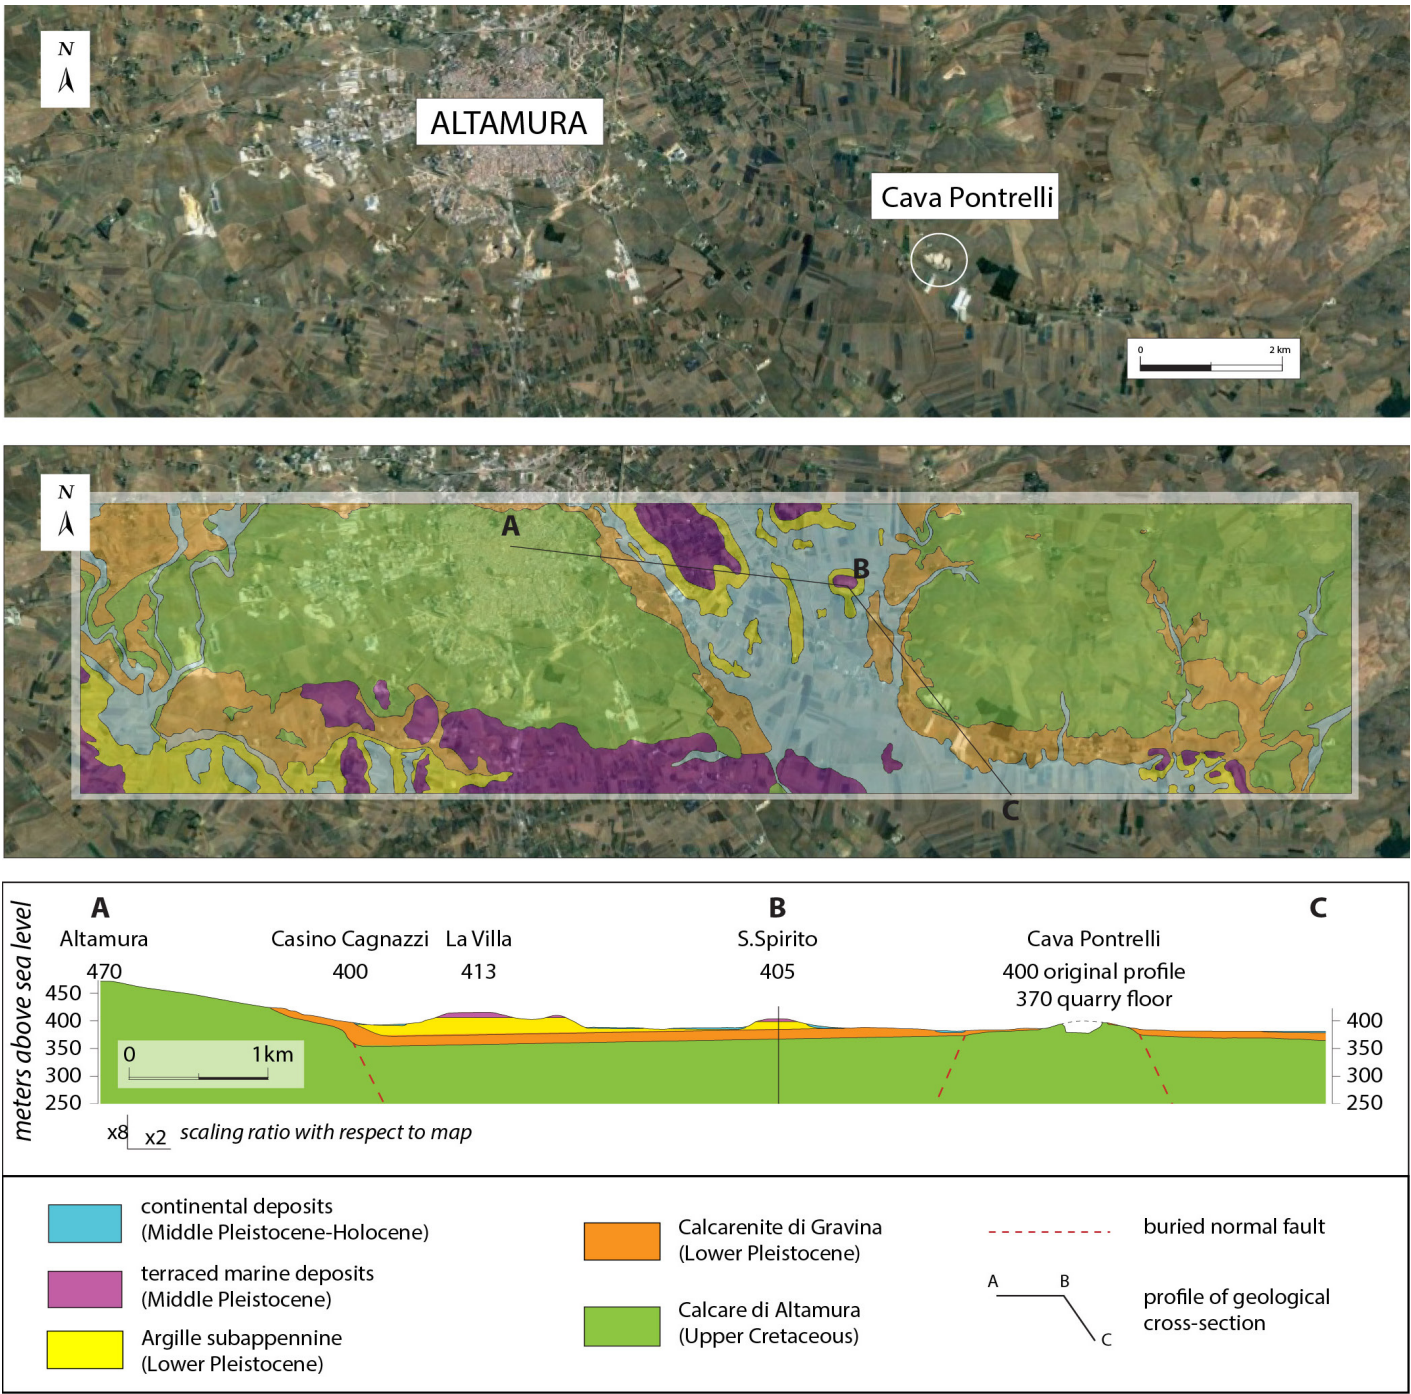 N
ALTAMURA
Cava Pontrelli
0 2 km
N
A
B
C
meters above sea level
A B C
Altamura Casino Cagnazzi La Villa S.Spirito Cava Pontrelli
470 400 413 405 400 original profile
370 quarry floor
450
400
350
300
250
400
350
300
250
0 1km
x8 x2 scaling ratio with respect to map
continental deposits
(Middle Pleistocene-Holocene)
terraced marine deposits
(Middle Pleistocene)
Argille subappennine
(Lower Pleistocene)
Calcarenite di Gravina
(Lower Pleistocene)
Calcare di Altamura
(Upper Cretaceous)
buried normal fault
A B
C
profile of geological
cross-section